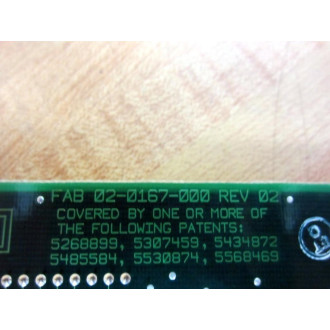 FAB 02-0167-000 REV 02
COVERED BY ONE OR MORE OF
THE FOLLOWING PATENTS:
5268899, 5307459, 5434872
5485584, 5530874, 5568469